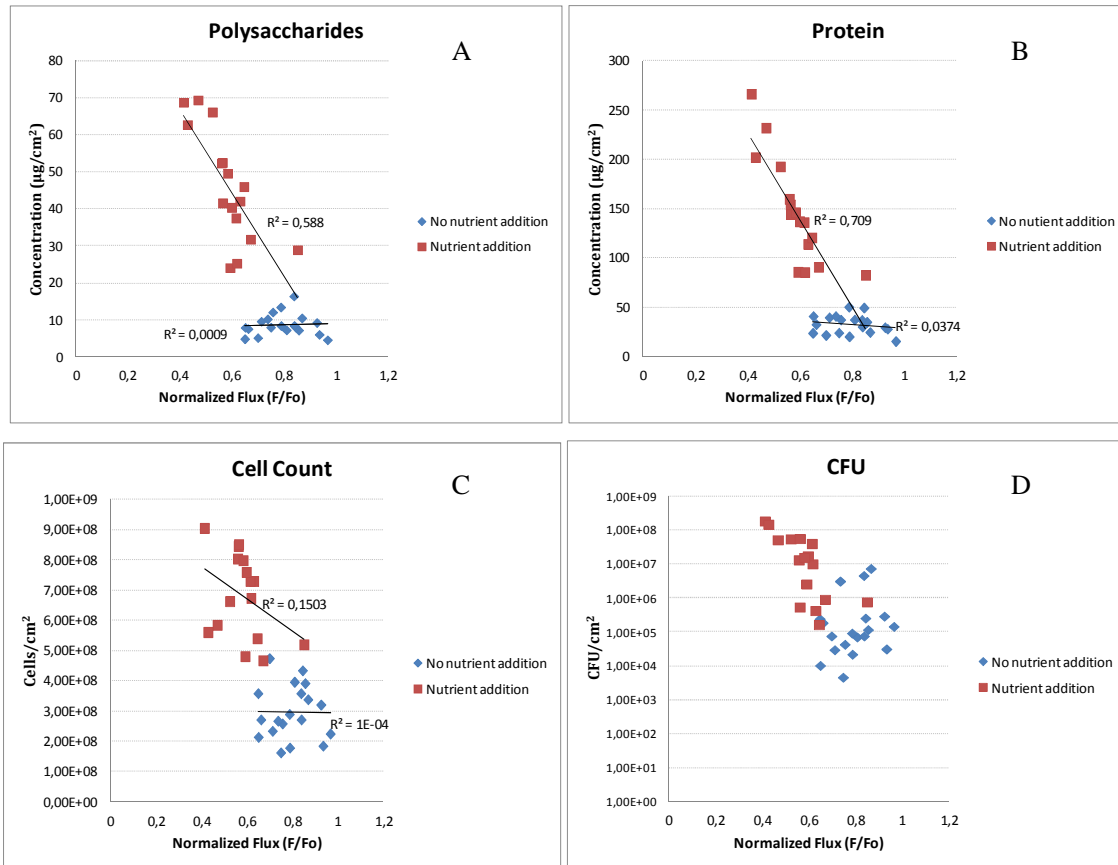 Polysaccharides
A
80
70
60
50
40
30
20
10
0
Concentration (µg/cm²)
R² = 0,588
R² = 0,0009
No nutrient addition
Nutrient addition
0 0,2 0,4 0,6 0,8 1 1,2
Normalized Flux (F/Fo)
Protein
B
300
250
200
150
100
50
0
Concentration (µg/cm²)
R² = 0,709
R² = 0,0374
No nutient addition
Nutrient addition
0 0,2 0,4 0,6 0,8 1 1,2
Normalized Flux (F/Fo)
Cell Count
C
1,00E+09
9,00E+08
8,00E+08
7,00E+08
6,00E+08
5,00E+08
4,00E+08
3,00E+08
2,00E+08
1,00E+08
0,00E+00
Cells/cm²
R² = 0,1503
R² = 1E-04
No nutrient addition
Nutrient addition
0 0,2 0,4 0,6 0,8 1 1,2
Normalized Flux (F/Fo)
CFU
D
1,00E+09
1,00E+08
1,00E+07
1,00E+06
1,00E+05
1,00E+04
1,00E+03
1,00E+02
1,00E+01
1,00E+00
CFU/cm²
No nutrient addition
Nutrient addition
0 0,2 0,4 0,6 0,8 1 1,2
Normalized Flux (F/Fo)